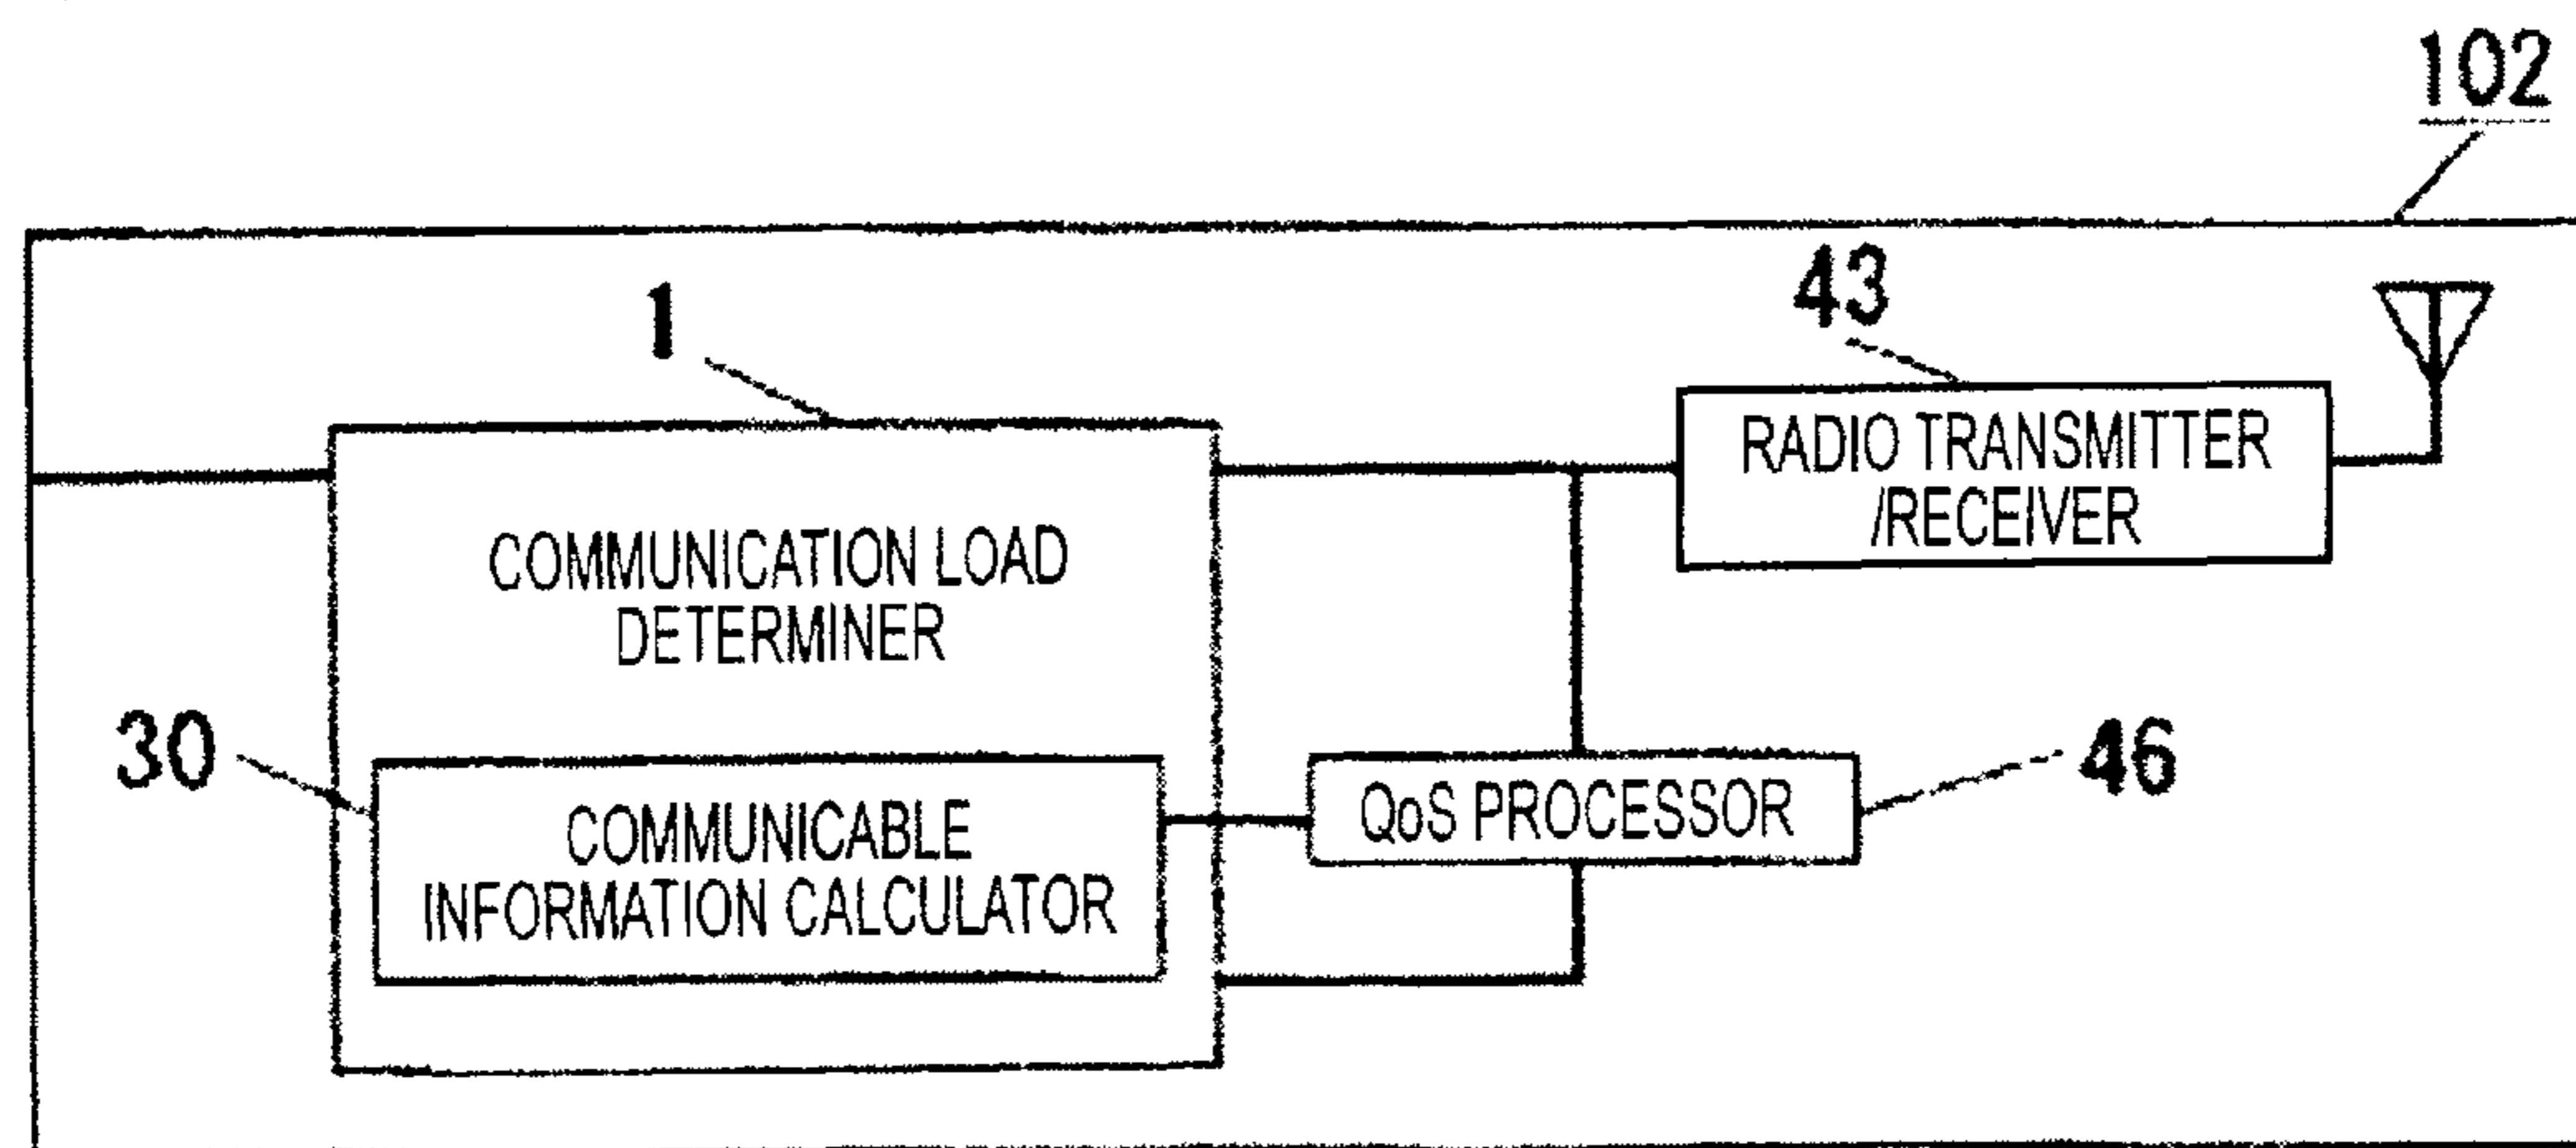 102
43
1
RADIO TRANSMITTER
/RECEIVER
COMMUNICATION LOAD
DETERMINER
30
46
QoS PROCESSOR
COMMUNICABLE
INFORMATION CALCULATOR